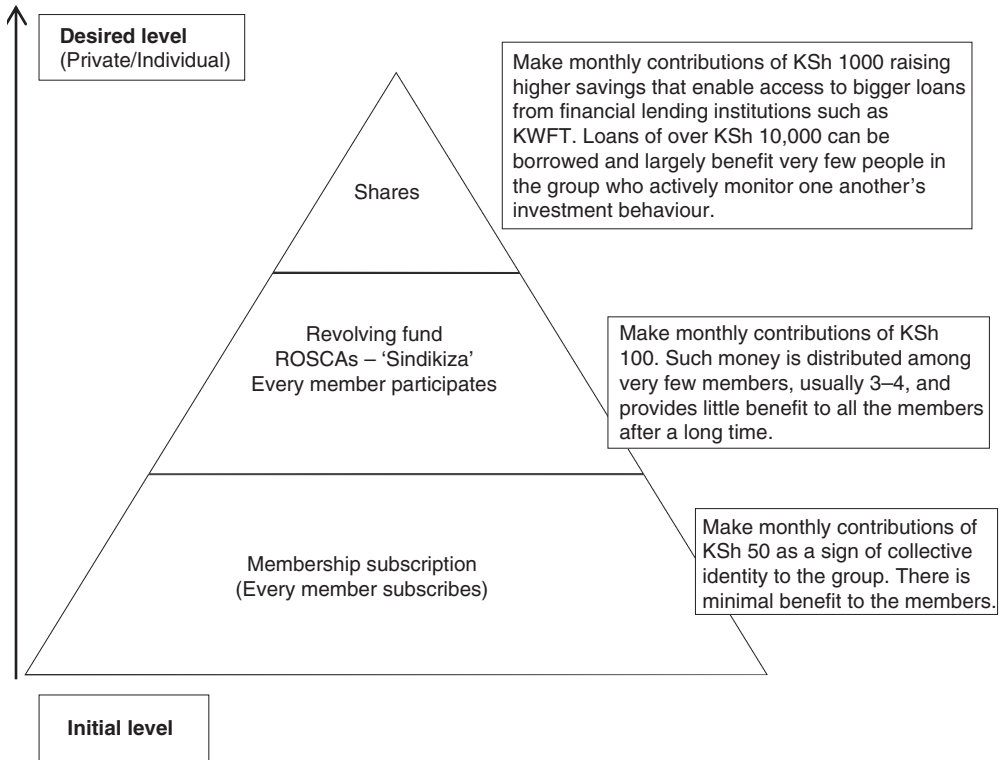 Desired level
(Private/Individual)
Make monthly contributions of KSh 1000 raising
higher savings that enable access to bigger loans
from financial lending institutions such as
KWFT. Loans of over KSh 10,000 can be
borrowed and largely benefit very few people in
the group who actively monitor one another's
investment behaviour.
Shares
Revolving fund
ROSCAs – 'Sindikiza'
Every member participates
Make monthly contributions of KSh
100. Such money is distributed among
very few members, usually 3–4, and
provides little benefit to all the members
after a long time.
Membership subscription
(Every member subscribes)
Make monthly contributions of
KSh 50 as a sign of collective
identity to the group. There is
minimal benefit to the members.
Initial level